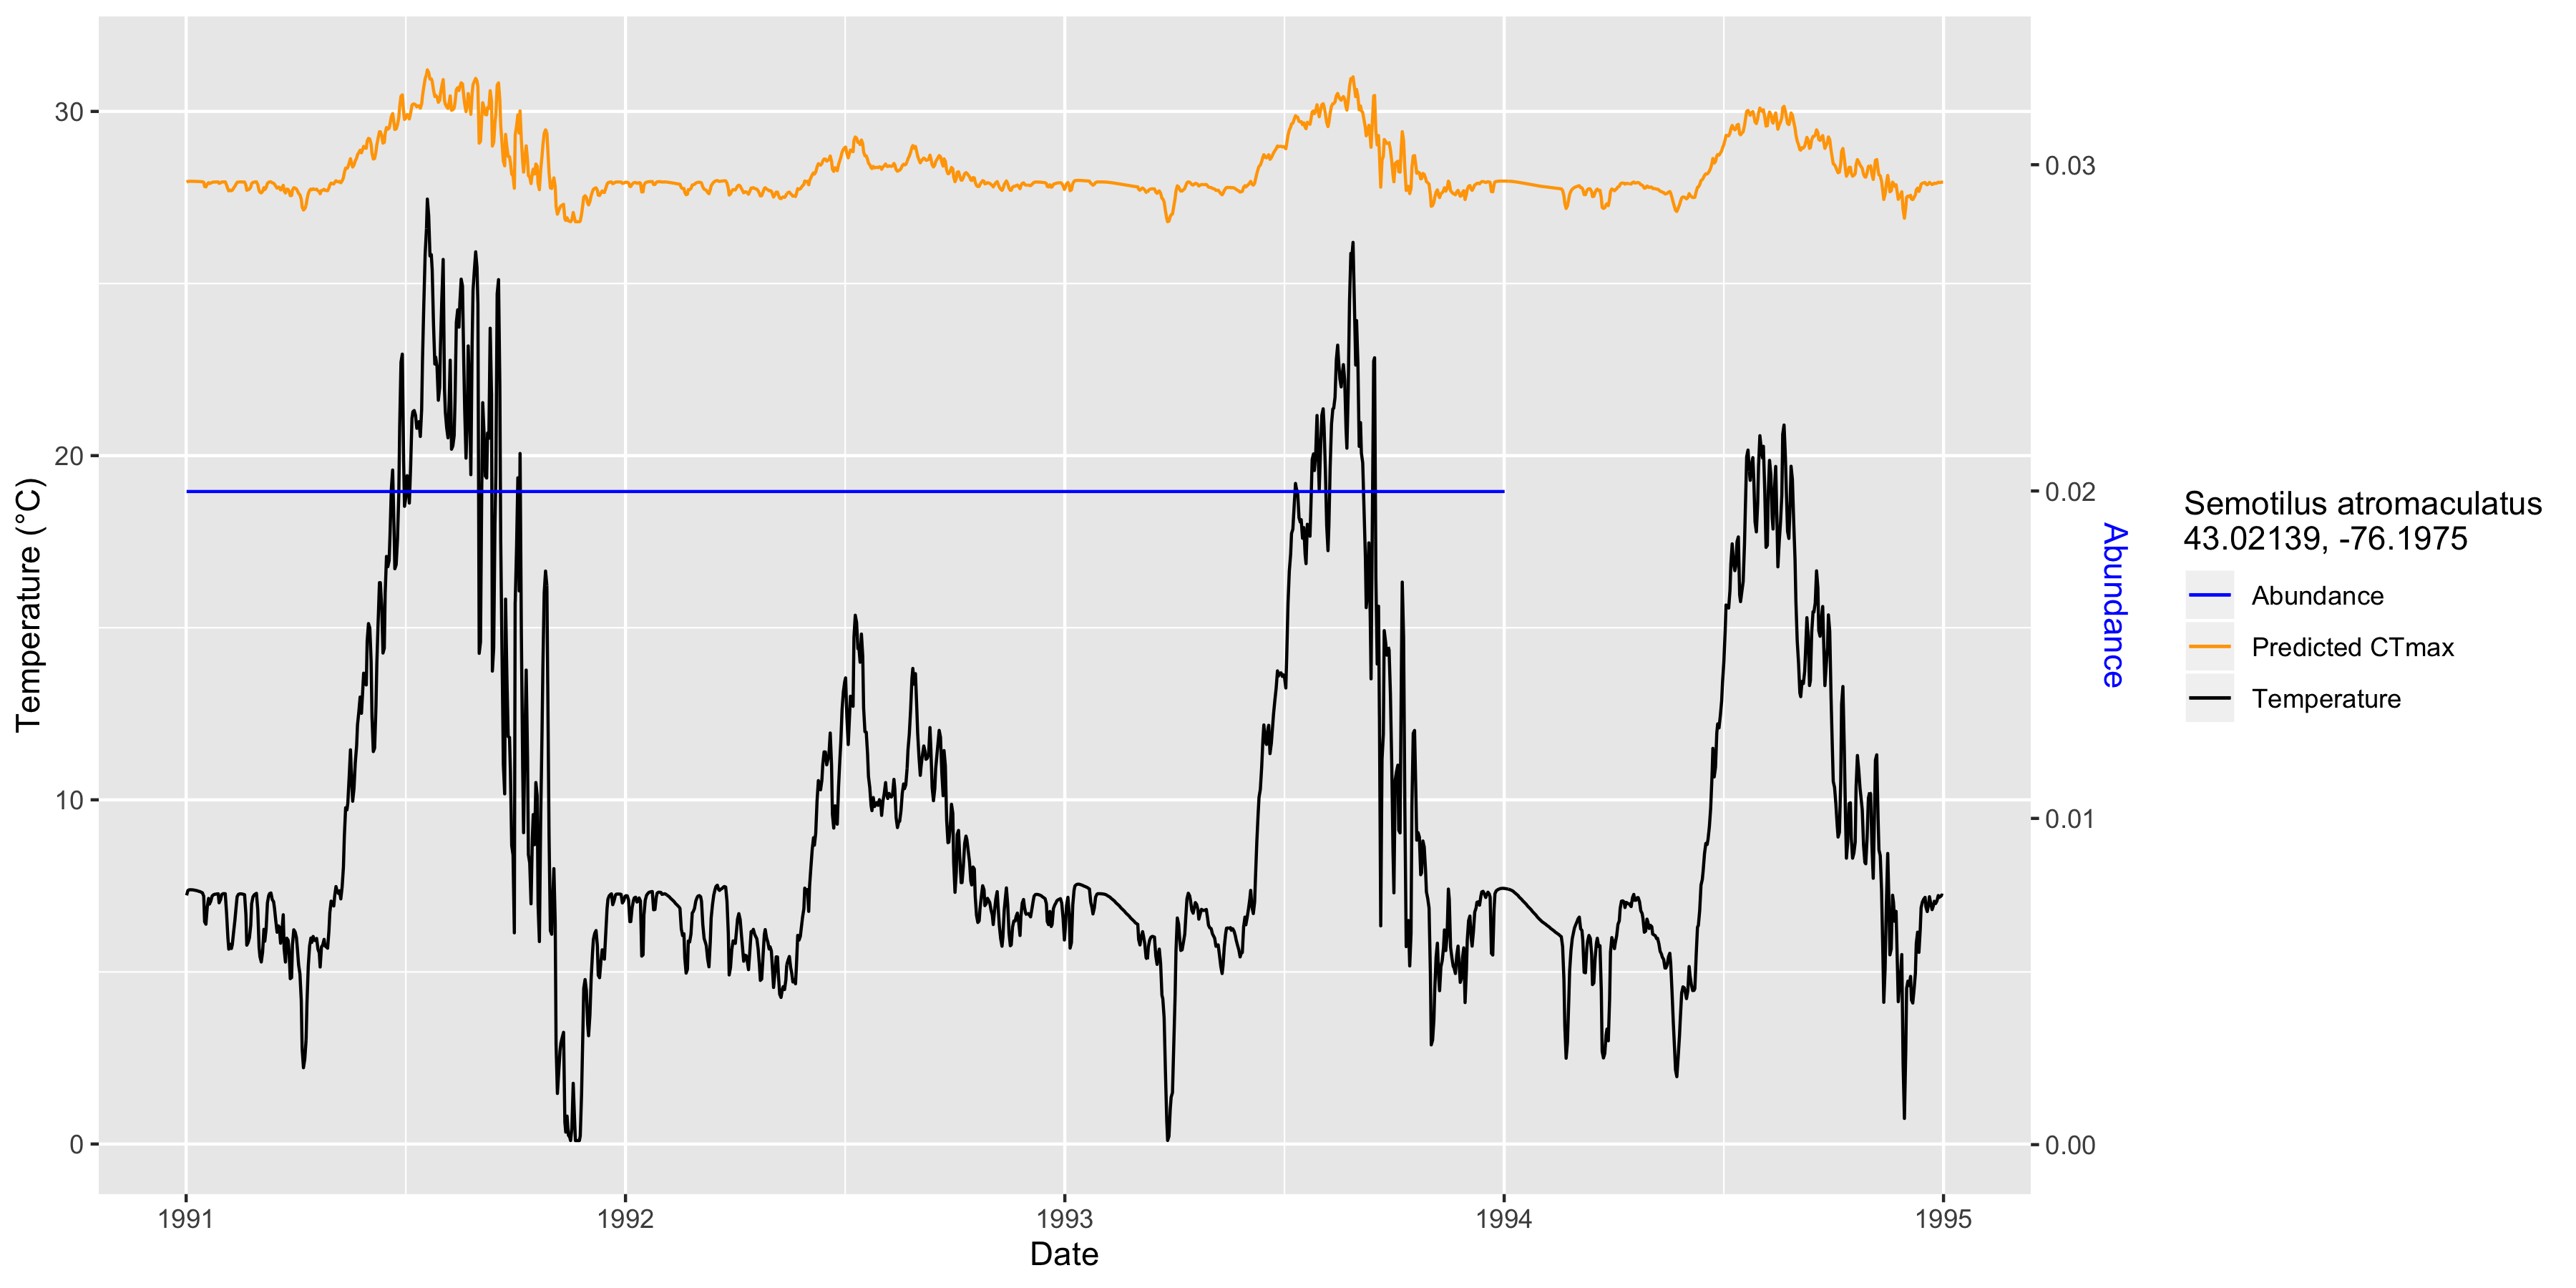 30
20
10
0
Temperature (°C)
1991
1992
1993
1994
1995
Date
0.03
0.02
0.01
0.00
Abundance
Semotilus atromaculatus
43.02139, -76.1975
Abundance
Predicted CTmax
Temperature